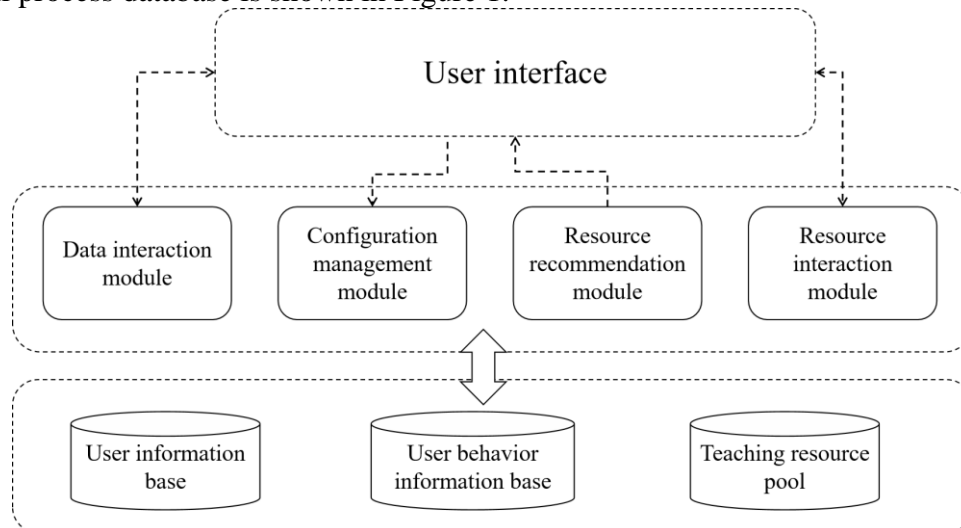 process database is shown in Figure 1.
User interface
Data interaction
module
Configuration
management
module
Resource
recommendation
module
Resource
interaction
module
User information
base
User behavior
information base
Teaching resource
pool